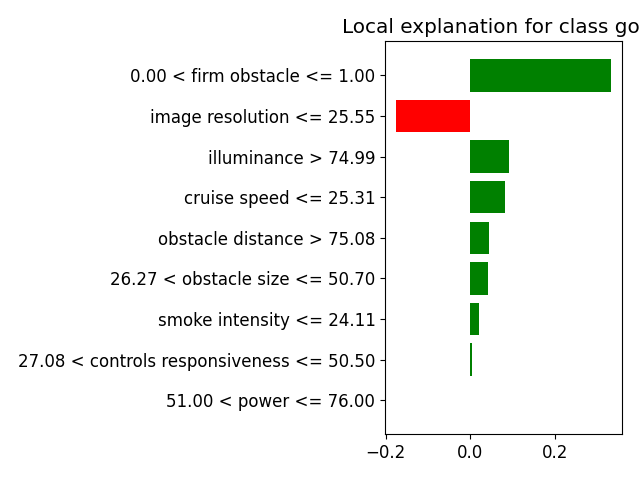 Local explanation for class go
0.00 < firm obstacle <= 1.00
image resolution <= 25.55
illuminance > 74.99
cruise speed <= 25.31
obstacle distance > 75.08
26.27 < obstacle size <= 50.70
smoke intensity <= 24.11
27.08 < controls responsiveness <= 50.50
51.00 < power <= 76.00
−0.2 0.0 0.2